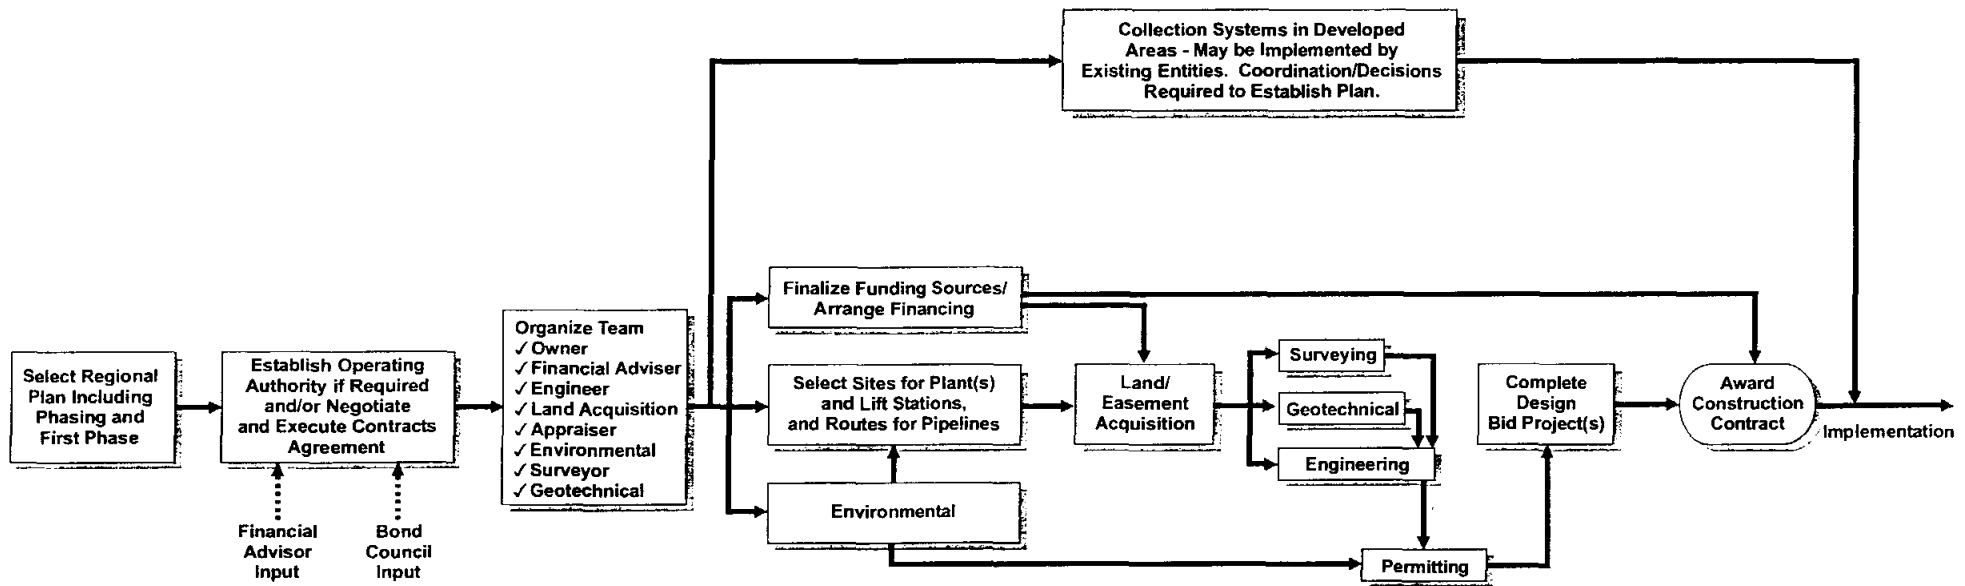 Collection Systems in Developed
Areas - May be Implemented by
Existing Entities. Coordination/Decisions
Required to Establish Plan.
Select Regional
Plan Including
Phasing and
First Phase
Establish Operating
Authority if Required
and/or Negotiate
and Execute Contracts
Agreement
Financial
Advisor
Input
Bond
Council
Input
Organize Team
✓ Owner
✓ Financial Adviser
✓ Engineer
✓ Land Acquisition
✓ Appraiser
✓ Environmental
✓ Surveyor
✓ Geotechnical
Finalize Funding Sources/
Arrange Financing
Select Sites for Plant(s)
and Lift Stations,
and Routes for Pipelines
Environmental
Land/
Easement
Acquisition
Surveying
Geotechnical
Engineering
Permitting
Complete
Design
Bid Project(s)
Award
Construction
Contract
Implementation